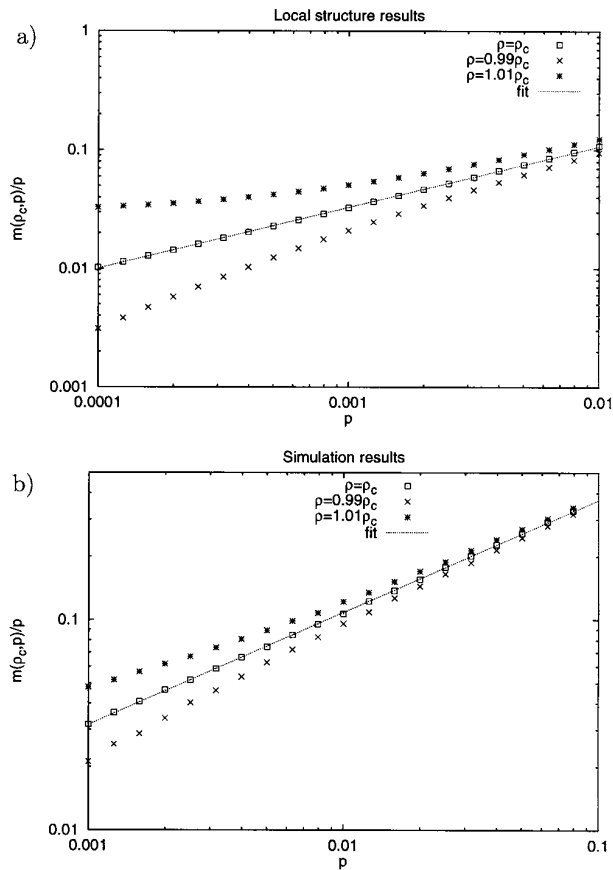 Local structure results
a)
1
ρ=ρc
ρ=0.99ρc
ρ=1.01ρc
fit
0.1
m(ρc,p)/p
0.01
0.001
0.0001
0.001
0.01
p
Simulation results
b)
ρ=ρc
ρ=0.99ρc
ρ=1.01ρc
fit
0.1
m(ρc,p)/p
0.01
0.001
0.01
0.1
p